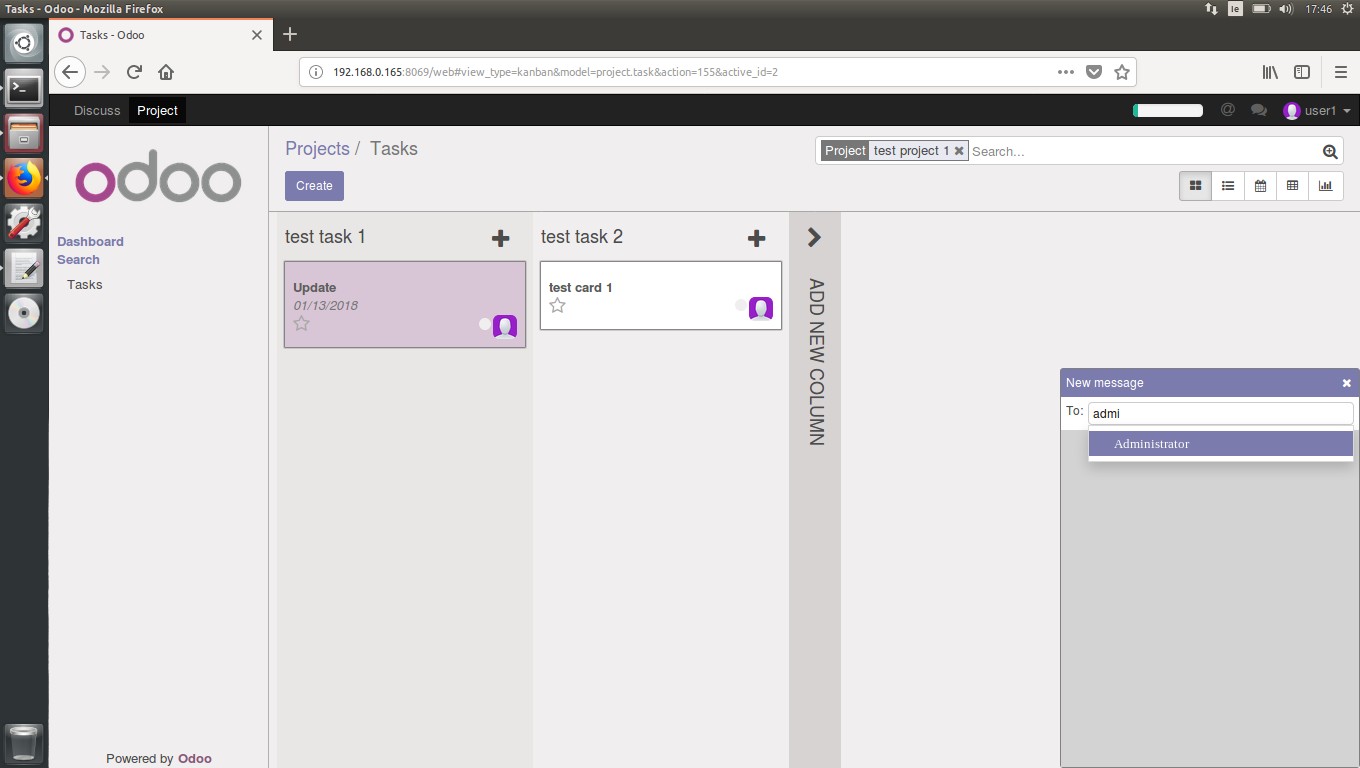 Tasks - Odoo - Mozilla Firefox
Ie
17:46
Tasks - Odoo
192.168.0.165:8069/web#view_type=kanban&model=project.task&action=155&active_id=2
Discuss
Project
@
user1
odoo
Dashboard
Search
Tasks
Powered by Odoo
Projects / Tasks
Project test project 1 Search...
Create
test task 1
Update
01/13/2018
test task 2
test card 1
ADD NEW COLUMN
New message
To: admi
Administrator